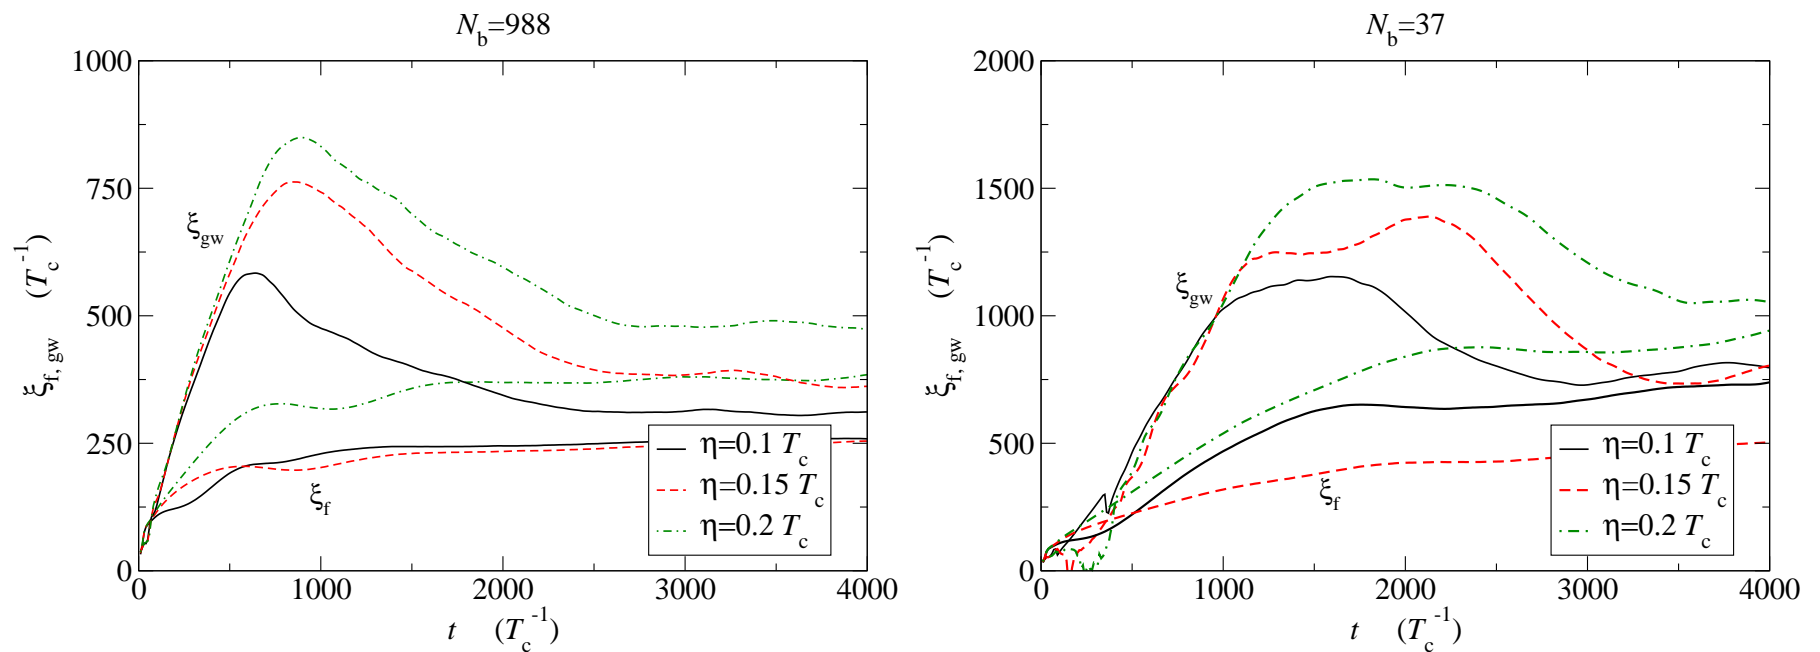 N_b=988
1000
750
500
250
0
0 1000 2000 3000 4000
ξ_f, gw (T_c^-1)
t (T_c^-1)
ξ_gw
ξ_f
η=0.1 T_c
η=0.15 T_c
η=0.2 T_c
N_b=37
2000
1500
1000
500
0
0 1000 2000 3000 4000
ξ_f, gw (T_c^-1)
t (T_c^-1)
ξ_gw
ξ_f
η=0.1 T_c
η=0.15 T_c
η=0.2 T_c